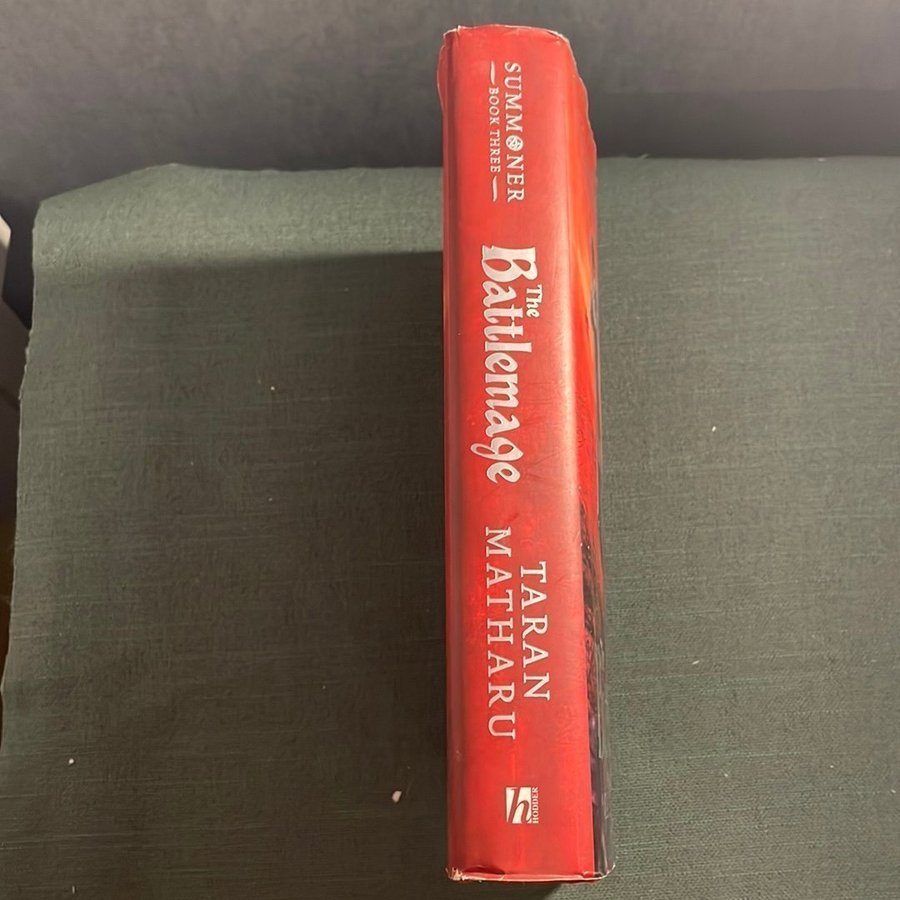 SUMMONER
BOOK THREE
The
Battlemage
TARAN
MATHARU
HODDER